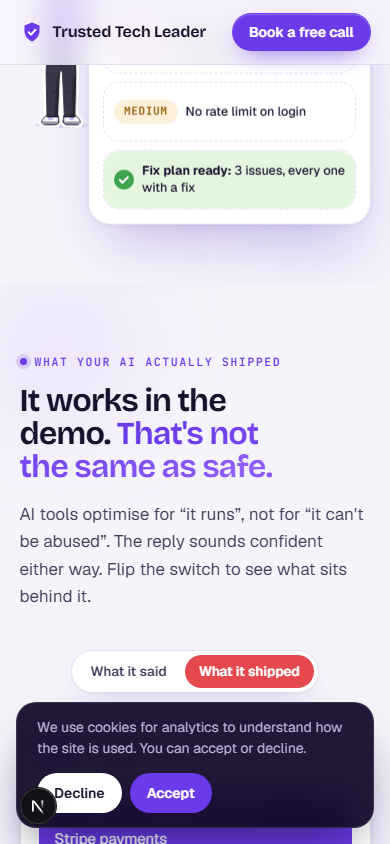 Trusted Tech Leader
Book a free call
MEDIUM
No rate limit on login
Fix plan ready: 3 issues, every one
with a fix
WHAT YOUR AI ACTUALLY SHIPPED
It works in the
demo. That's not
the same as safe.
AI tools optimise for “it runs”, not for “it can't
be abused”. The reply sounds confident
either way. Flip the switch to see what sits
behind it.
What it said
What it shipped
We use cookies for analytics to understand how
the site is used. You can accept or decline.
N
Decline
Accept
Stripe payments